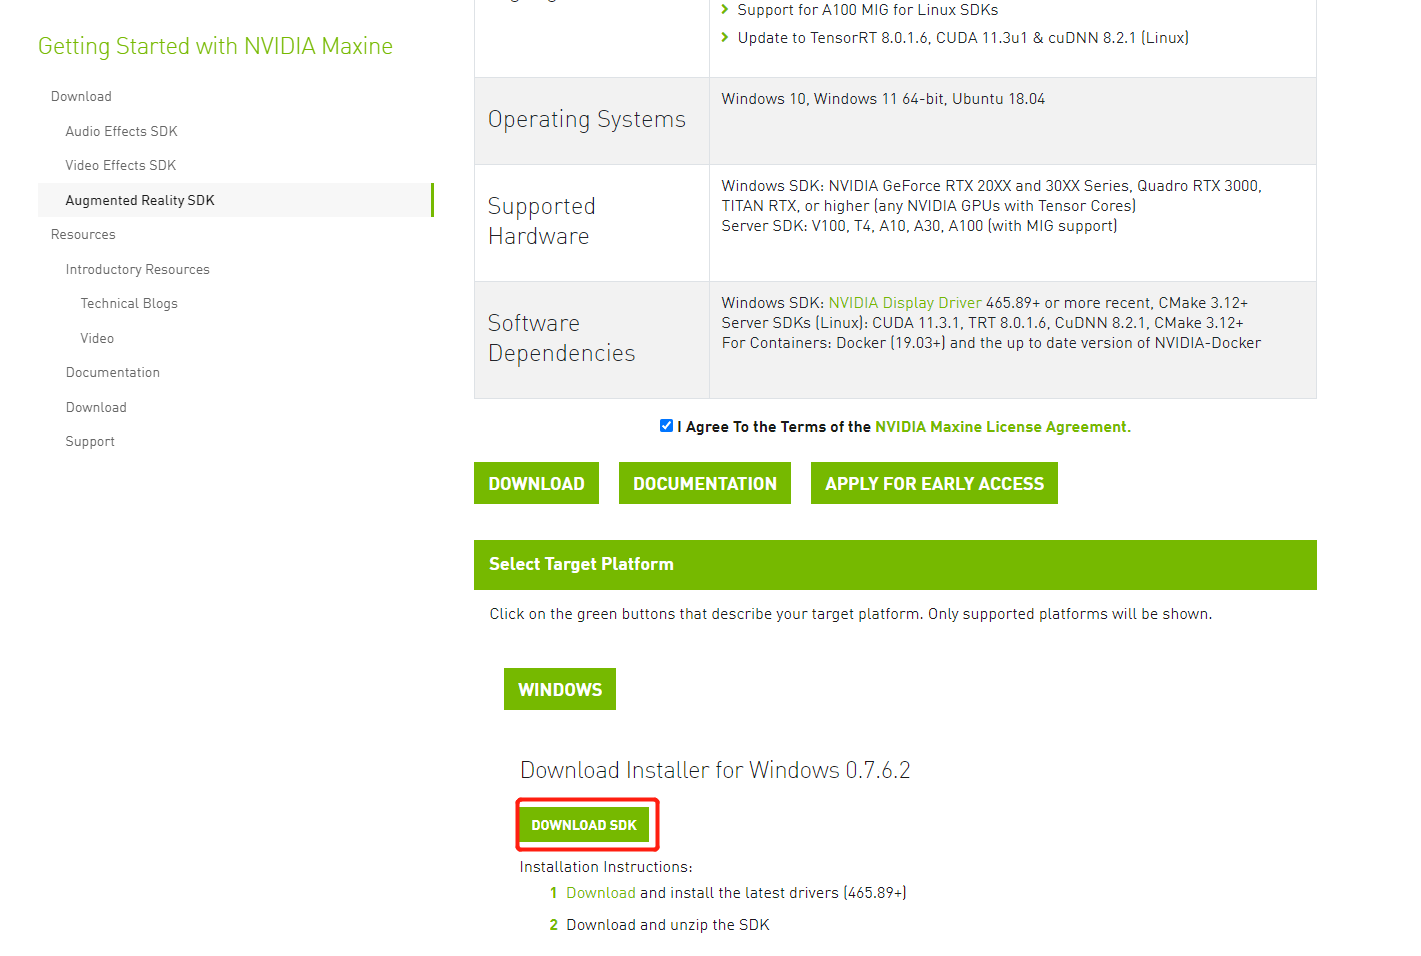 Getting Started with NVIDIA Maxine
Download
Audio Effects SDK
Video Effects SDK
Augmented Reality SDK
Resources
Introductory Resources
Technical Blogs
Video
Documentation
Download
Support
Support for A100 MIG for Linux SDKs
Update to TensorRT 8.0.1.6, CUDA 11.3u1 & cuDNN 8.2.1 (Linux)
Operating Systems
Windows 10, Windows 11 64-bit, Ubuntu 18.04
Supported
Hardware
Windows SDK: NVIDIA GeForce RTX 20XX and 30XX Series, Quadro RTX 3000,
TITAN RTX, or higher (any NVIDIA GPUs with Tensor Cores)
Server SDK: V100, T4, A10, A30, A100 (with MIG support)
Software
Dependencies
Windows SDK: NVIDIA Display Driver 465.89+ or more recent, CMake 3.12+
Server SDKs (Linux): CUDA 11.3.1, TRT 8.0.1.6, CuDNN 8.2.1, CMake 3.12+
For Containers: Docker (19.03+) and the up to date version of NVIDIA-Docker
I Agree To the Terms of the NVIDIA Maxine License Agreement.
DOWNLOAD
DOCUMENTATION
APPLY FOR EARLY ACCESS
Select Target Platform
Click on the green buttons that describe your target platform. Only supported platforms will be shown.
WINDOWS
Download Installer for Windows 0.7.6.2
DOWNLOAD SDK
Installation Instructions:
1 Download and install the latest drivers (465.89+)
2 Download and unzip the SDK